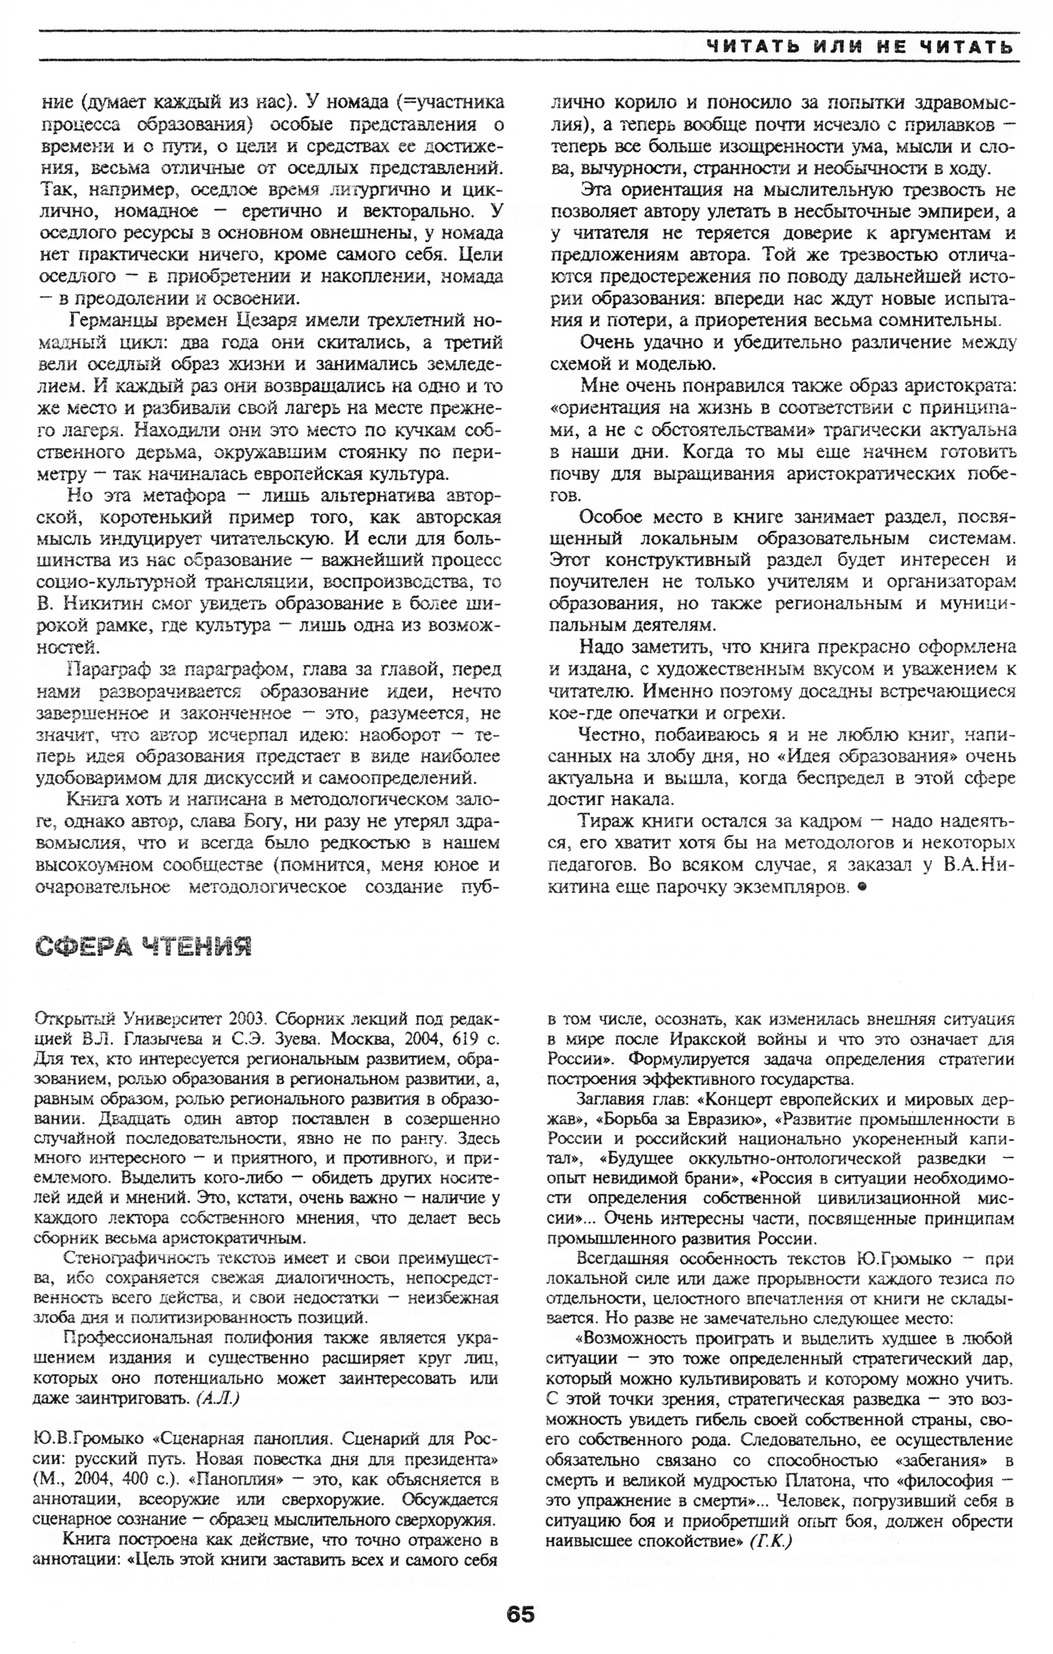 ЧИТАТЬ ИЛИ НЕ ЧИТАТЬ
ние (думает каждый из нас). У номада (=участника
процесса образования) особые представления о
времени и о пути, о цели и средствах ее достиже-
ния, весьма отличные от оседлых представлений.
Так, например, оседлое время литургично и цик-
лично, номадное — еретично и векторально. У
оседлого ресурсы в основном овнешнены, у номада
нет практически ничего, кроме самого себя. Цели
оседлого — в приобретении и накоплении, номада
— в преодолении и освоении.
Германцы времен Цезаря имели трехлетний но-
мадный цикл: два года они скитались, а третий
вели оседлый образ жизни и занимались земледе-
лием. И каждый раз они возвращались на одно и то
же место и разбивали свой лагерь на месте прежне-
го лагеря. Находили они это место по кучкам соб-
ственного дерьма, окружавшим стоянку по пери-
метру — так начиналась европейская культура.
Но эта метафора — лишь альтернатива автор-
ской, коротенький пример того, как авторская
мысль индуцирует читательскую. И если для боль-
шинства из нас образование — важнейший процесс
социо-культурной трансляции, воспроизводства, то
В. Никитин смог увидеть образование в более ши-
рокой рамке, где культура — лишь одна из возмож-
ностей.
Параграф за параграфом, глава за главой, перед
нами разворачивается образование идеи, нечто
завершенное и законченное — это, разумеется, не
значит, что автор исчерпал идею: наоборот — те-
перь идея образования предстает в виде наиболее
удобоваримом для дискуссий и самоопределений.
Книга хоть и написана в методологическом зало-
ге, однако автор, слава Богу, ни разу не утерял здра-
вомыслия, что и всегда было редкостью в нашем
высокоумном сообществе (помнится, меня юное и
очаровательное методологическое создание пуб-
лично корило и поносило за попытки здравомыс-
лия), а теперь вообще почти исчезло с прилавков —
теперь все больше изощренности ума, мысли и сло-
ва, вычурности, странности и необычности в ходу.
Эта ориентация на мыслительную трезвость не
позволяет автору улетать в несбыточные эмпиреи, а
у читателя не теряется доверие к аргументам и
предложениям автора. Той же трезвостью отлича-
ются предостережения по поводу дальнейшей исто-
рии образования: впереди нас ждут новые испыта-
ния и потери, а приоретения весьма сомнительны.
Очень удачно и убедительно различение между
схемой и моделью.
Мне очень понравился также образ аристократа:
«ориентация на жизнь в соответствии с принципа-
ми, а не с обстоятельствами» трагически актуальна
в наши дни. Когда то мы еще начнем готовить
почву для выращивания аристократических побе-
гов.
Особое место в книге занимает раздел, посвя-
щенный локальным образовательным системам.
Этот конструктивный раздел будет интересен и
поучителен не только учителям и организаторам
образования, но также региональным и муници-
пальным деятелям.
Надо заметить, что книга прекрасно оформлена
и издана, с художественным вкусом и уважением к
читателю. Именно поэтому досадны встречающиеся
кое-где опечатки и огрехи.
Честно, побаиваюсь я и не люблю книг, напи-
санных на злобу дня, но «Идея образования» очень
актуальна и вышла, когда беспредел в этой сфере
достиг накала.
Тираж книги остался за кадром — надо надеять-
ся, его хватит хотя бы на методологов и некоторых
педагогов. Во всяком случае, я заказал у В.А.Ни-
китина еще парочку экземпляров. •
СФЕРА ЧТЕНИЯ
Открытый Университет 2003. Сборник лекций под редак-
цией В.Л. Глазычева и С.Э. Зуева. Москва, 2004, 619 с.
Для тех, кто интересуется региональным развитием, обра-
зованием, ролью образования в региональном развитии, а,
равным образом, ролью регионального развития в образо-
вании. Двадцать один автор поставлен в совершенно
случайной последовательности, явно не по рангу. Здесь
много интересного — и приятного, и противного, и при-
емлемого. Выделить кого-либо — обидеть других носите-
лей идей и мнений. Это, кстати, очень важно — наличие у
каждого лектора собственного мнения, что делает весь
сборник весьма аристократичным.
Стенографичность текстов имеет и свои преимущест-
ва, ибо сохраняется свежая диалогичность, непосредст-
венность всего действа, и свои недостатки — неизбежная
злоба дня и политизированность позиций.
Профессиональная полифония также является укра-
шением издания и существенно расширяет круг лиц,
которых оно потенциально может заинтересовать или
даже заинтриговать. (А.Л.)
Ю.В.Громыко «Сценарная паноплия. Сценарий для Рос-
сии: русский путь. Новая повестка дня для президента»
(М., 2004, 400 с.). «Паноплия» — это, как объясняется в
аннотации, всеоружие или сверхоружие. Обсуждается
сценарное сознание — образец мыслительного сверхоружия.
Книга построена как действие, что точно отражено в
аннотации: «Цель этой книги заставить всех и самого себя
в том числе, осознать, как изменилась внешняя ситуация
в мире после Иракской войны и что это означает для
России». Формулируется задача определения стратегии
построения эффективного государства.
Заглавия глав: «Концерт европейских и мировых дер-
жав», «Борьба за Евразию», «Развитие промышленности в
России и российский национально укорененный капи-
тал», «Будущее оккультно-онтологической разведки —
опыт невидимой брани», «Россия в ситуации необходимо-
сти определения собственной цивилизационной мис-
сии»... Очень интересны части, посвященные принципам
промышленного развития России.
Всегдашняя особенность текстов Ю.Громыко — при
локальной силе или даже прорывности каждого тезиса по
отдельности, целостного впечатления от книги не склады-
вается. Но разве не замечательно следующее место:
«Возможность проиграть и выделить худшее в любой
ситуации — это тоже определенный стратегический дар,
который можно культивировать и которому можно учить.
С этой точки зрения, стратегическая разведка — это воз-
можность увидеть гибель своей собственной страны, сво-
его собственного рода. Следовательно, ее осуществление
обязательно связано со способностью «забегания» в
смерть и великой мудростью Платона, что «философия —
это упражнение в смерти»... Человек, погрузивший себя в
ситуацию боя и приобретший опыт боя, должен обрести
наивысшее спокойствие» (Г.К.)
65